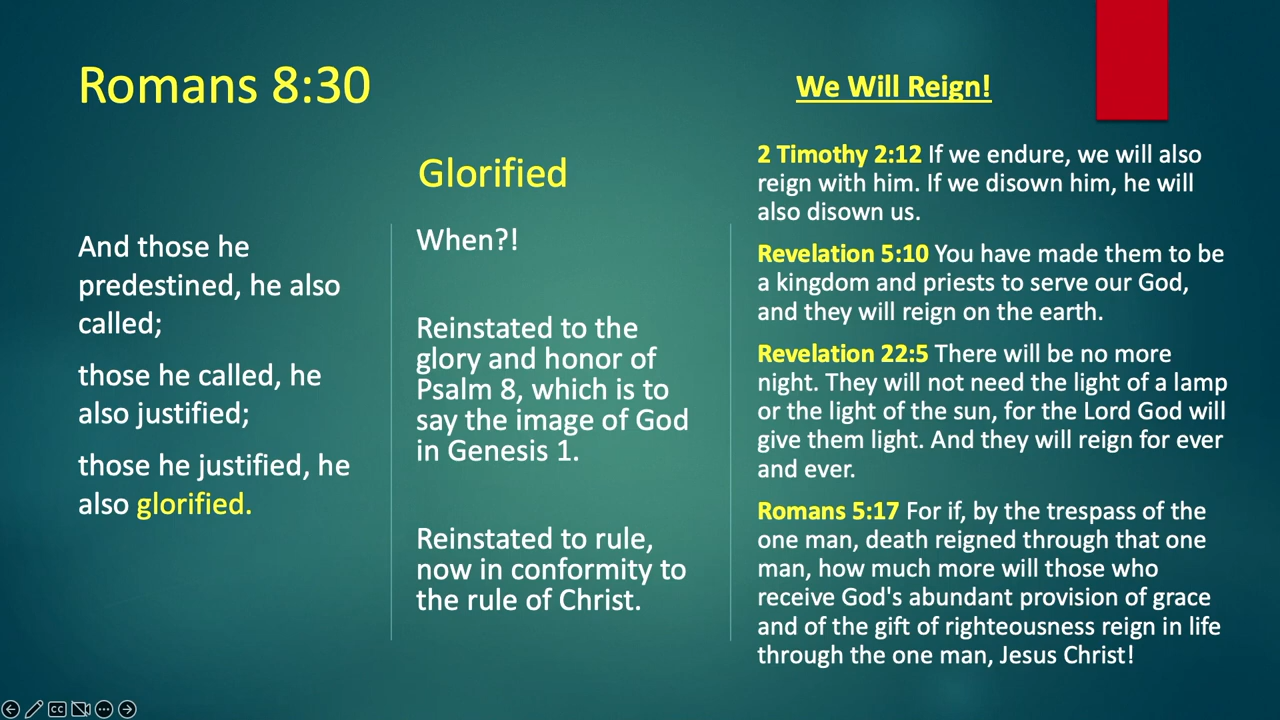 Romans 8:30
And those he
predestined, he also
called;
those he called, he
also justified;
those he justified, he
also glorified.
Glorified
When?!
Reinstated to the
glory and honor of
Psalm 8, which is to
say the image of God
in Genesis 1.
Reinstated to rule,
now in conformity to
the rule of Christ.
We Will Reign!
2 Timothy 2:12 If we endure, we will also
reign with him. If we disown him, he will
also disown us.
Revelation 5:10 You have made them to be
a kingdom and priests to serve our God,
and they will reign on the earth.
Revelation 22:5 There will be no more
night. They will not need the light of a lamp
or the light of the sun, for the Lord God will
give them light. And they will reign for ever
and ever.
Romans 5:17 For if, by the trespass of the
one man, death reigned through that one
man, how much more will those who
receive God's abundant provision of grace
and of the gift of righteousness reign in life
through the one man, Jesus Christ!
CC